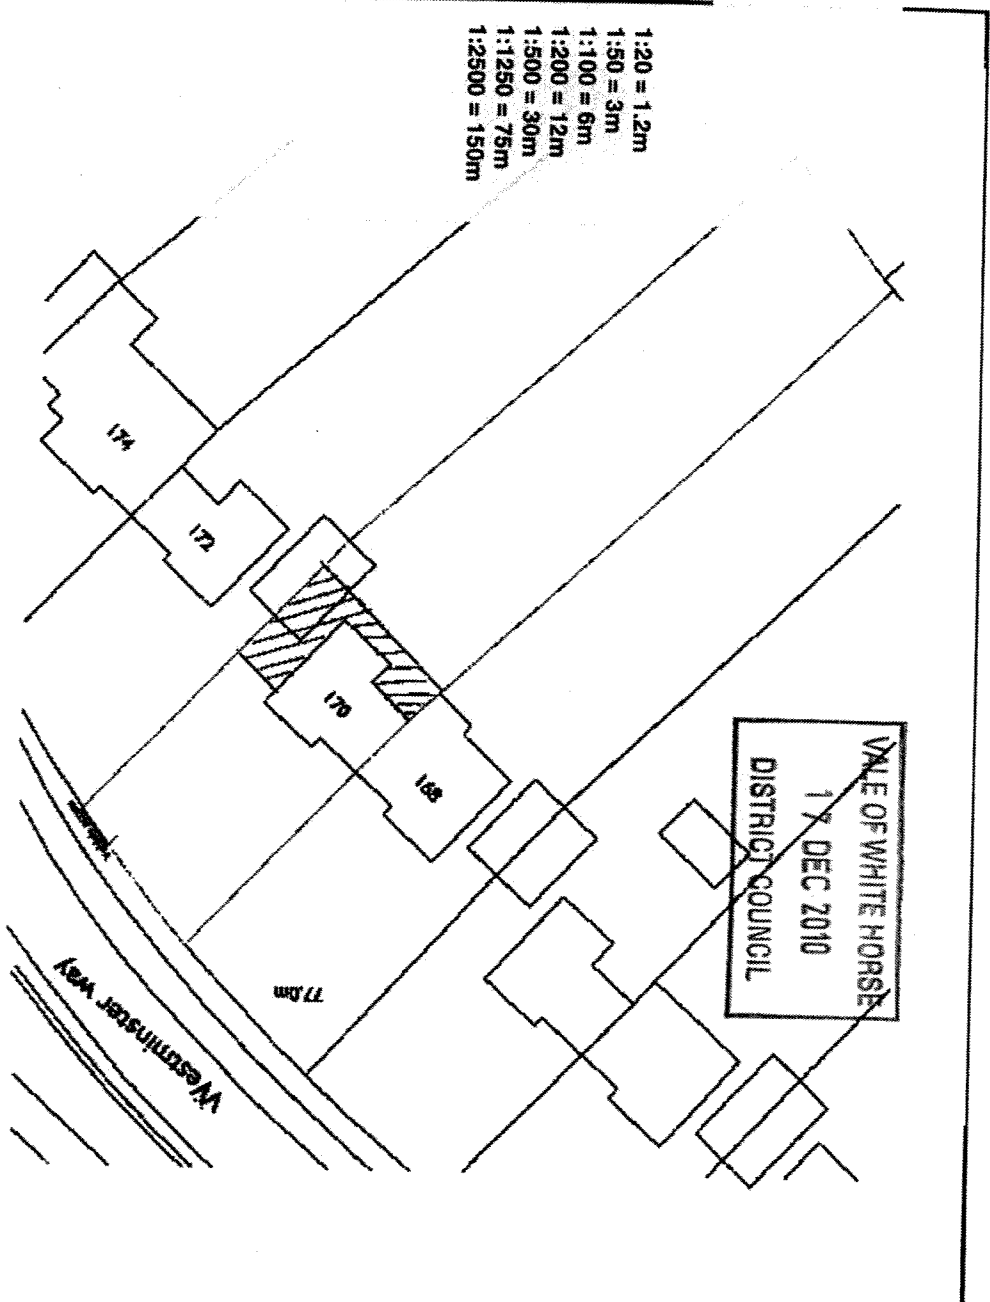 1:20 = 1.2m
1:50 = 3m
1:100 = 6m
1:200 = 12m
1:500 = 30m
1:1250 = 75m
1:2500 = 150m
174
172
170
168
VALE OF WHITE HORSE
17 DEC 2010
DISTRICT COUNCIL
77.0m
Westminster way